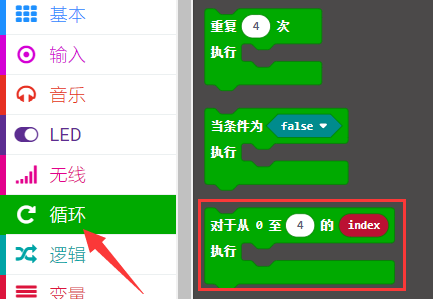 基本
输入
音乐
LED
无线
循环
逻辑
变量
重复 4 次
执行
当条件为 false
执行
对于从 0 至 4 的 index
执行